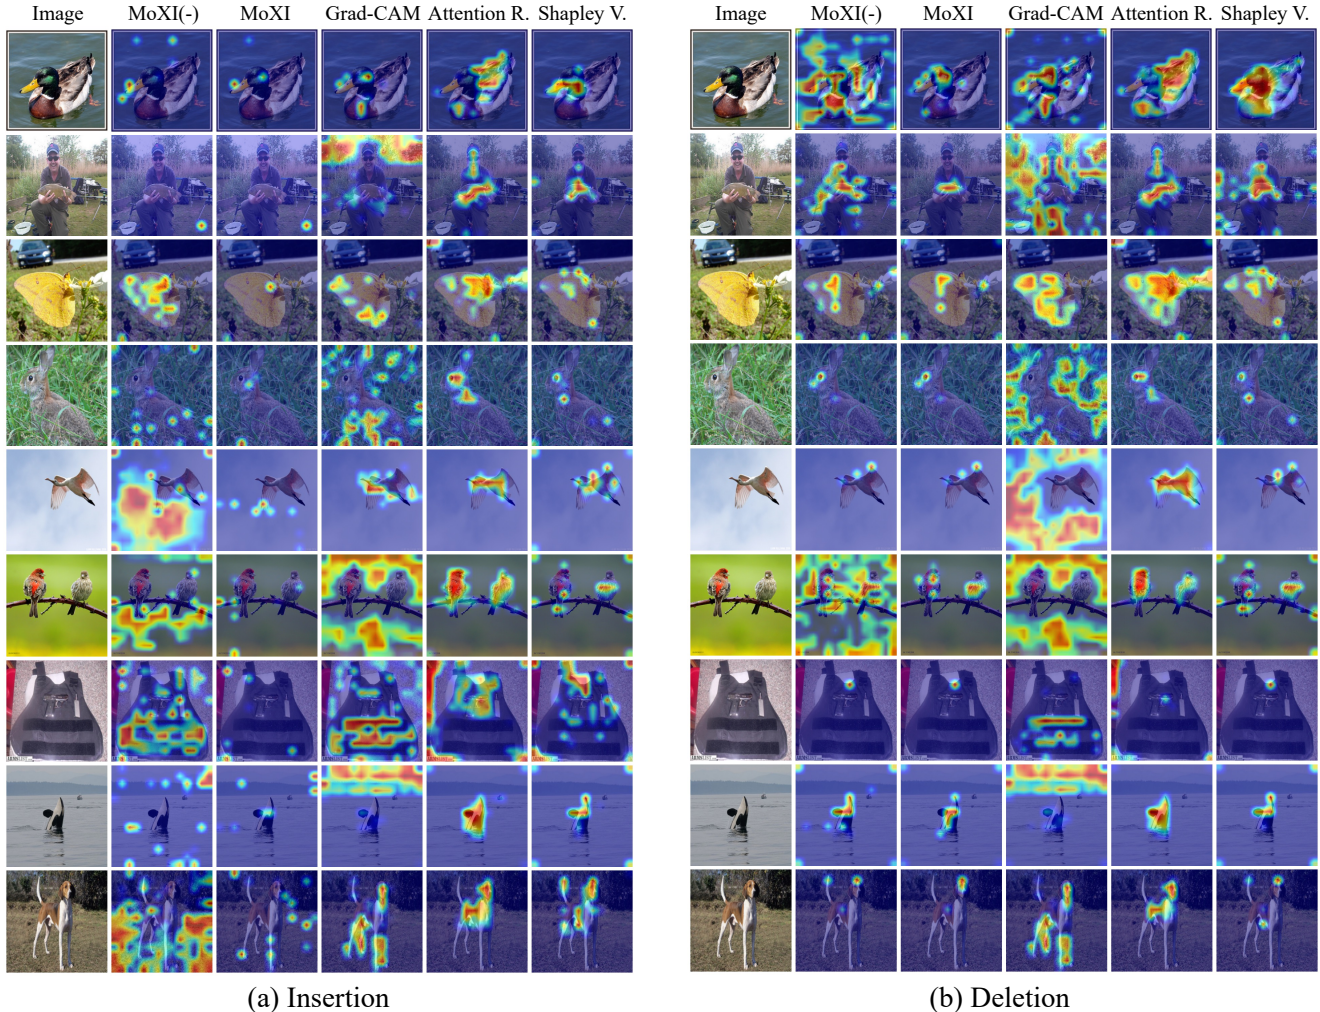 Image MoXI(-) MoXI Grad-CAM Attention R. Shapley V.
Image MoXI(-) MoXI Grad-CAM Attention R. Shapley V.
(a) Insertion
(b) Deletion